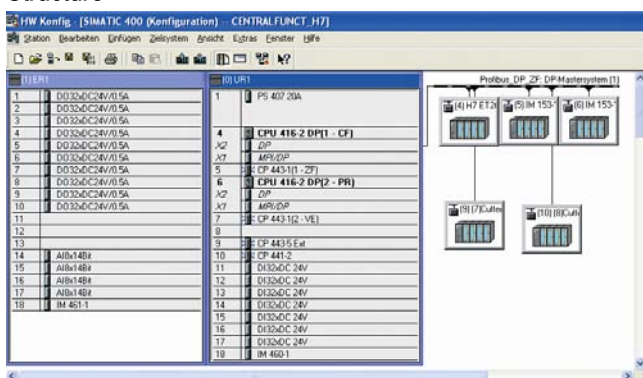 HW Konfig - [SIMATIC 400 (Konfiguration) -- CENTRALFUNCT_H7]
Station Bearbeiten Einfügen Zielsystem Ansicht Extras Fenster Hilfe
(1) ER1
1 DO32xDC24V/0.5A
2 DO32xDC24V/0.5A
3 DO32xDC24V/0.5A
4 DO32xDC24V/0.5A
5 DO32xDC24V/0.5A
6 DO32xDC24V/0.5A
7 DO32xDC24V/0.5A
8 DO32xDC24V/0.5A
9 DO32xDC24V/0.5A
10 DO32xDC24V/0.5A
11
12
13
14 AI8x14Bit
15 AI8x14Bit
16 AI8x14Bit
17 AI8x14Bit
18 IM 461-1
(0) UR1
1 PS 407 20A
4 CPU 416-2 DP(1 - CF)
X2 DP
X1 MPI/DP
5 CP 443-1(1 - ZF)
6 CPU 416-2 DP(2 - PR)
X2 DP
X1 MPI/DP
7 CP 443-1(2 - VE)
8
9 CP 443-5 Ext
10 CP 441-2
11 DI32xDC 24V
12 DI32xDC 24V
13 DI32xDC 24V
14 DI32xDC 24V
15 DI32xDC 24V
16 DI32xDC 24V
17 DI32xDC 24V
18 IM 460-1
Profibus_DP_ZF: DP-Mastersystem (1)
(4) H7 ET20
(5) IM 153-
(6) IM 153-
(9) (7)Cutte
(10) (8)Cutt